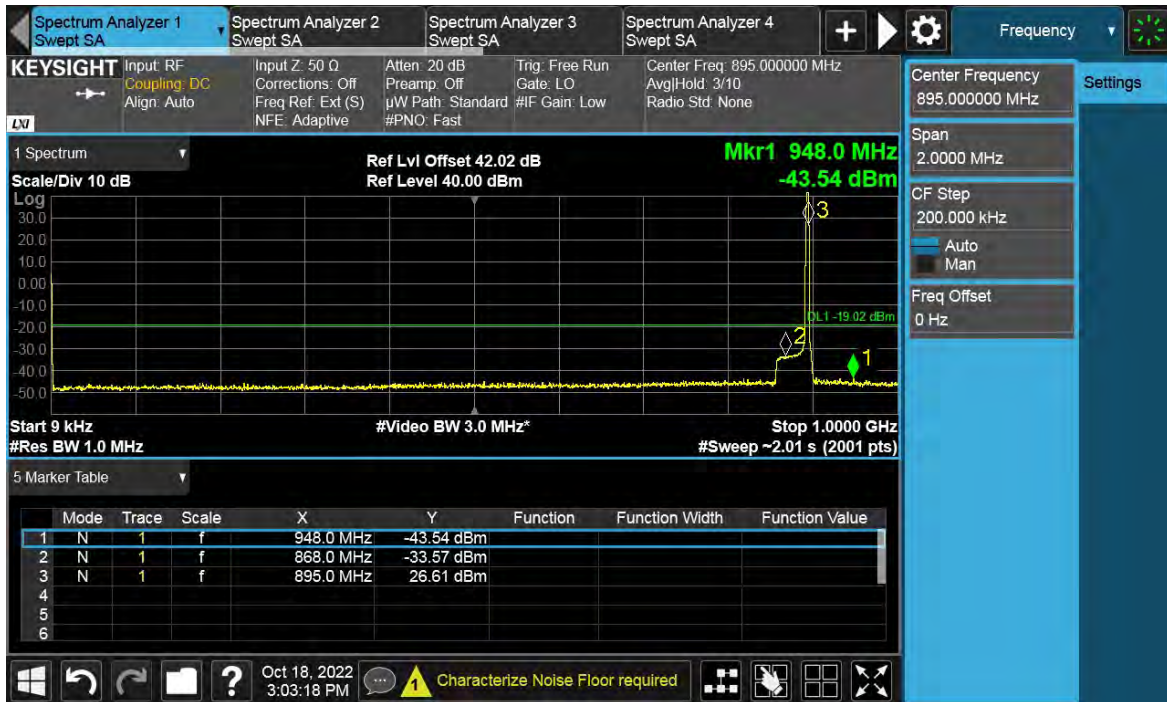 Spectrum Analyzer 1
Swept SA
Spectrum Analyzer 2
Swept SA
Spectrum Analyzer 3
Swept SA
Spectrum Analyzer 4
Swept SA
+
Frequency
KEYSIGHT
LXI
Input: RF
Coupling: DC
Align: Auto
Input Z: 50 Ω
Corrections: Off
Freq Ref: Ext (S)
NFE: Adaptive
Atten: 20 dB
Preamp: Off
µW Path: Standard
#PNO: Fast
Trig: Free Run
Gate: LO
#IF Gain: Low
Center Freq: 895.000000 MHz
Avg|Hold: 3/10
Radio Std: None
Center Frequency
895.000000 MHz
Settings
Span
2.0000 MHz
CF Step
200.000 kHz
Auto
Man
Freq Offset
0 Hz
1 Spectrum
Scale/Div 10 dB
Ref Lvl Offset 42.02 dB
Ref Level 40.00 dBm
Mkr1 948.0 MHz
-43.54 dBm
Log
30.0
20.0
10.0
0.00
-10.0
-20.0
-30.0
-40.0
-50.0
3
DL1 -19.02 dBm
2
1
Start 9 kHz
#Video BW 3.0 MHz*
Stop 1.0000 GHz
#Res BW 1.0 MHz
#Sweep ~2.01 s (2001 pts)
5 Marker Table
Mode Trace Scale X Y Function Function Width Function Value
1 N 1 f 948.0 MHz -43.54 dBm
2 N 1 f 868.0 MHz -33.57 dBm
3 N 1 f 895.0 MHz 26.61 dBm
4
5
6
?
Oct 18, 2022
3:03:18 PM
1
Characterize Noise Floor required